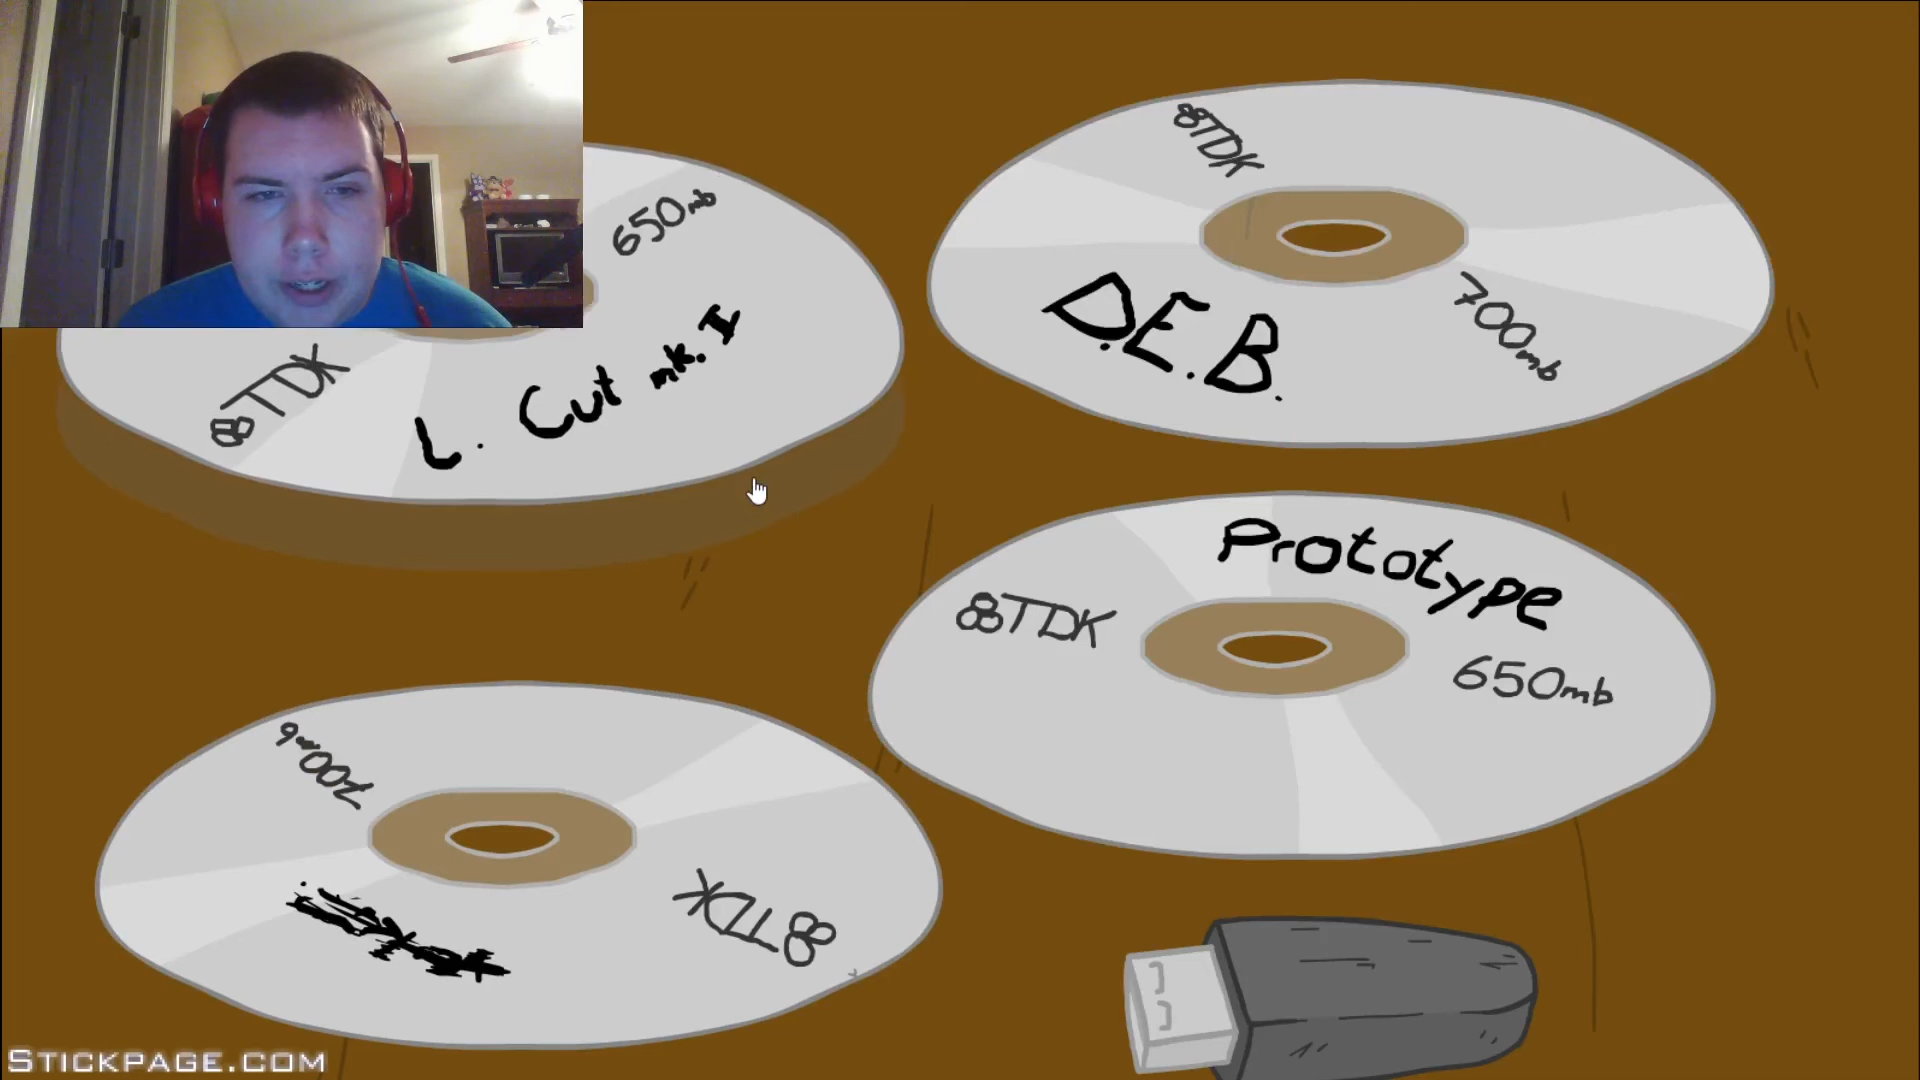 650mb
8TDK
L. Cut mk. I
8TDK
D.E.B.
700mb
Prototype
8TDK
650mb
700mb
8TDK
STICKPAGE.COM